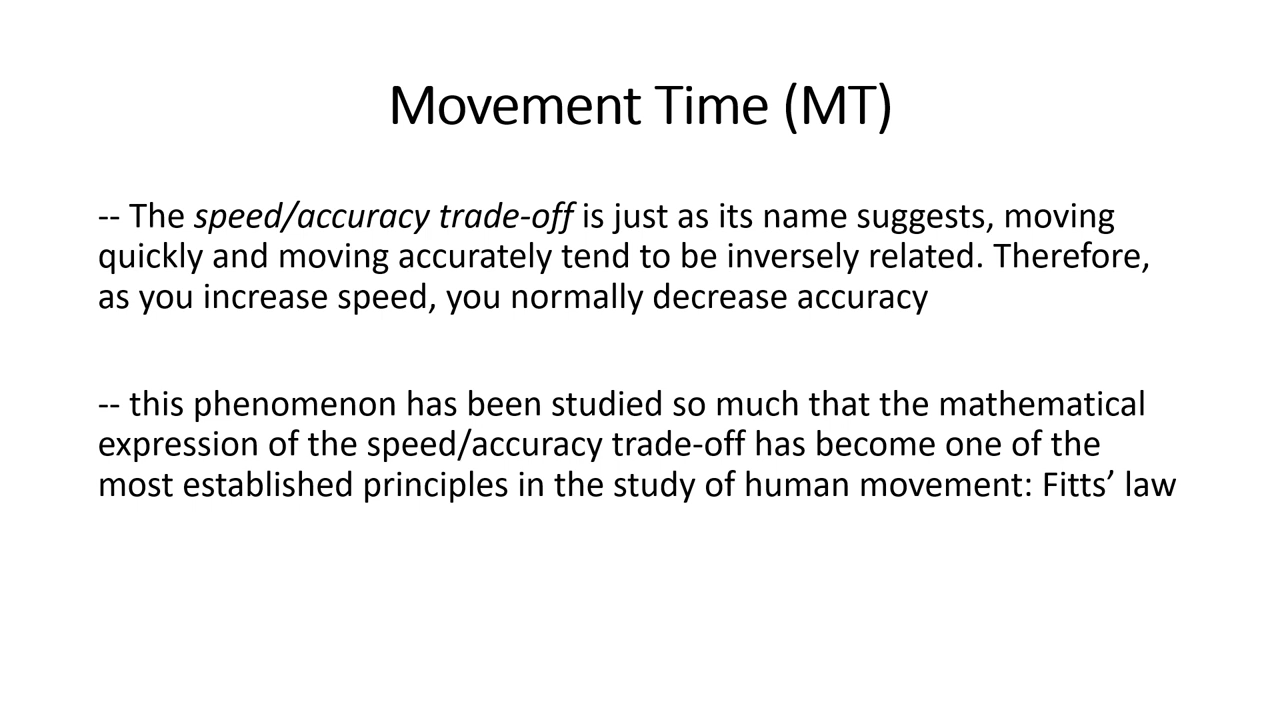 Movement Time (MT)
-- The speed/accuracy trade-off is just as its name suggests, moving
quickly and moving accurately tend to be inversely related. Therefore,
as you increase speed, you normally decrease accuracy
-- this phenomenon has been studied so much that the mathematical
expression of the speed/accuracy trade-off has become one of the
most established principles in the study of human movement: Fitts’ law